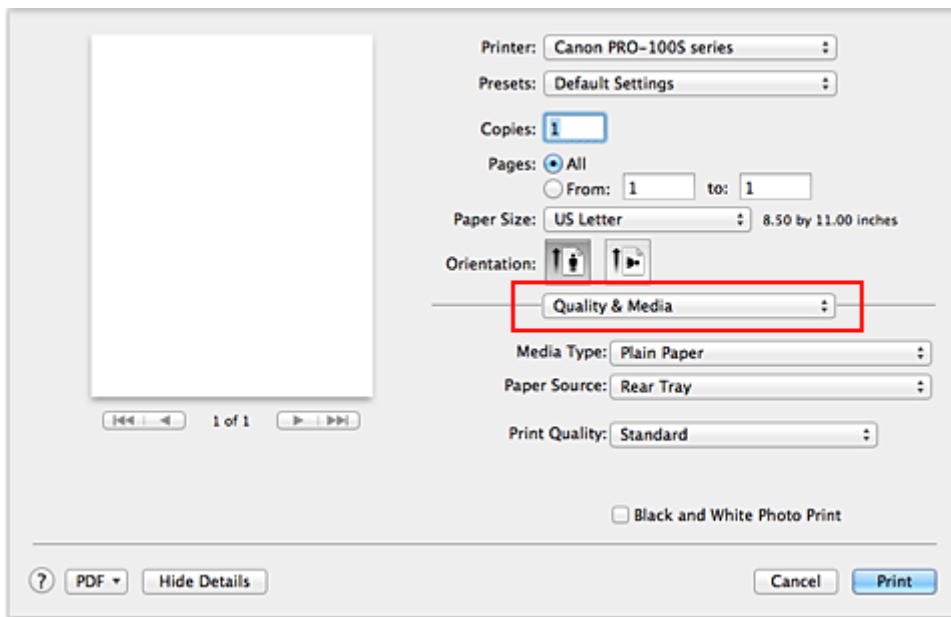 Printer: Canon PRO-100S series
Presets: Default Settings
Copies: 1
Pages: All
From: 1 to: 1
Paper Size: US Letter 8.50 by 11.00 inches
Orientation:
Quality & Media
Media Type: Plain Paper
Paper Source: Rear Tray
1 of 1
Print Quality: Standard
Black and White Photo Print
? PDF Hide Details Cancel Print